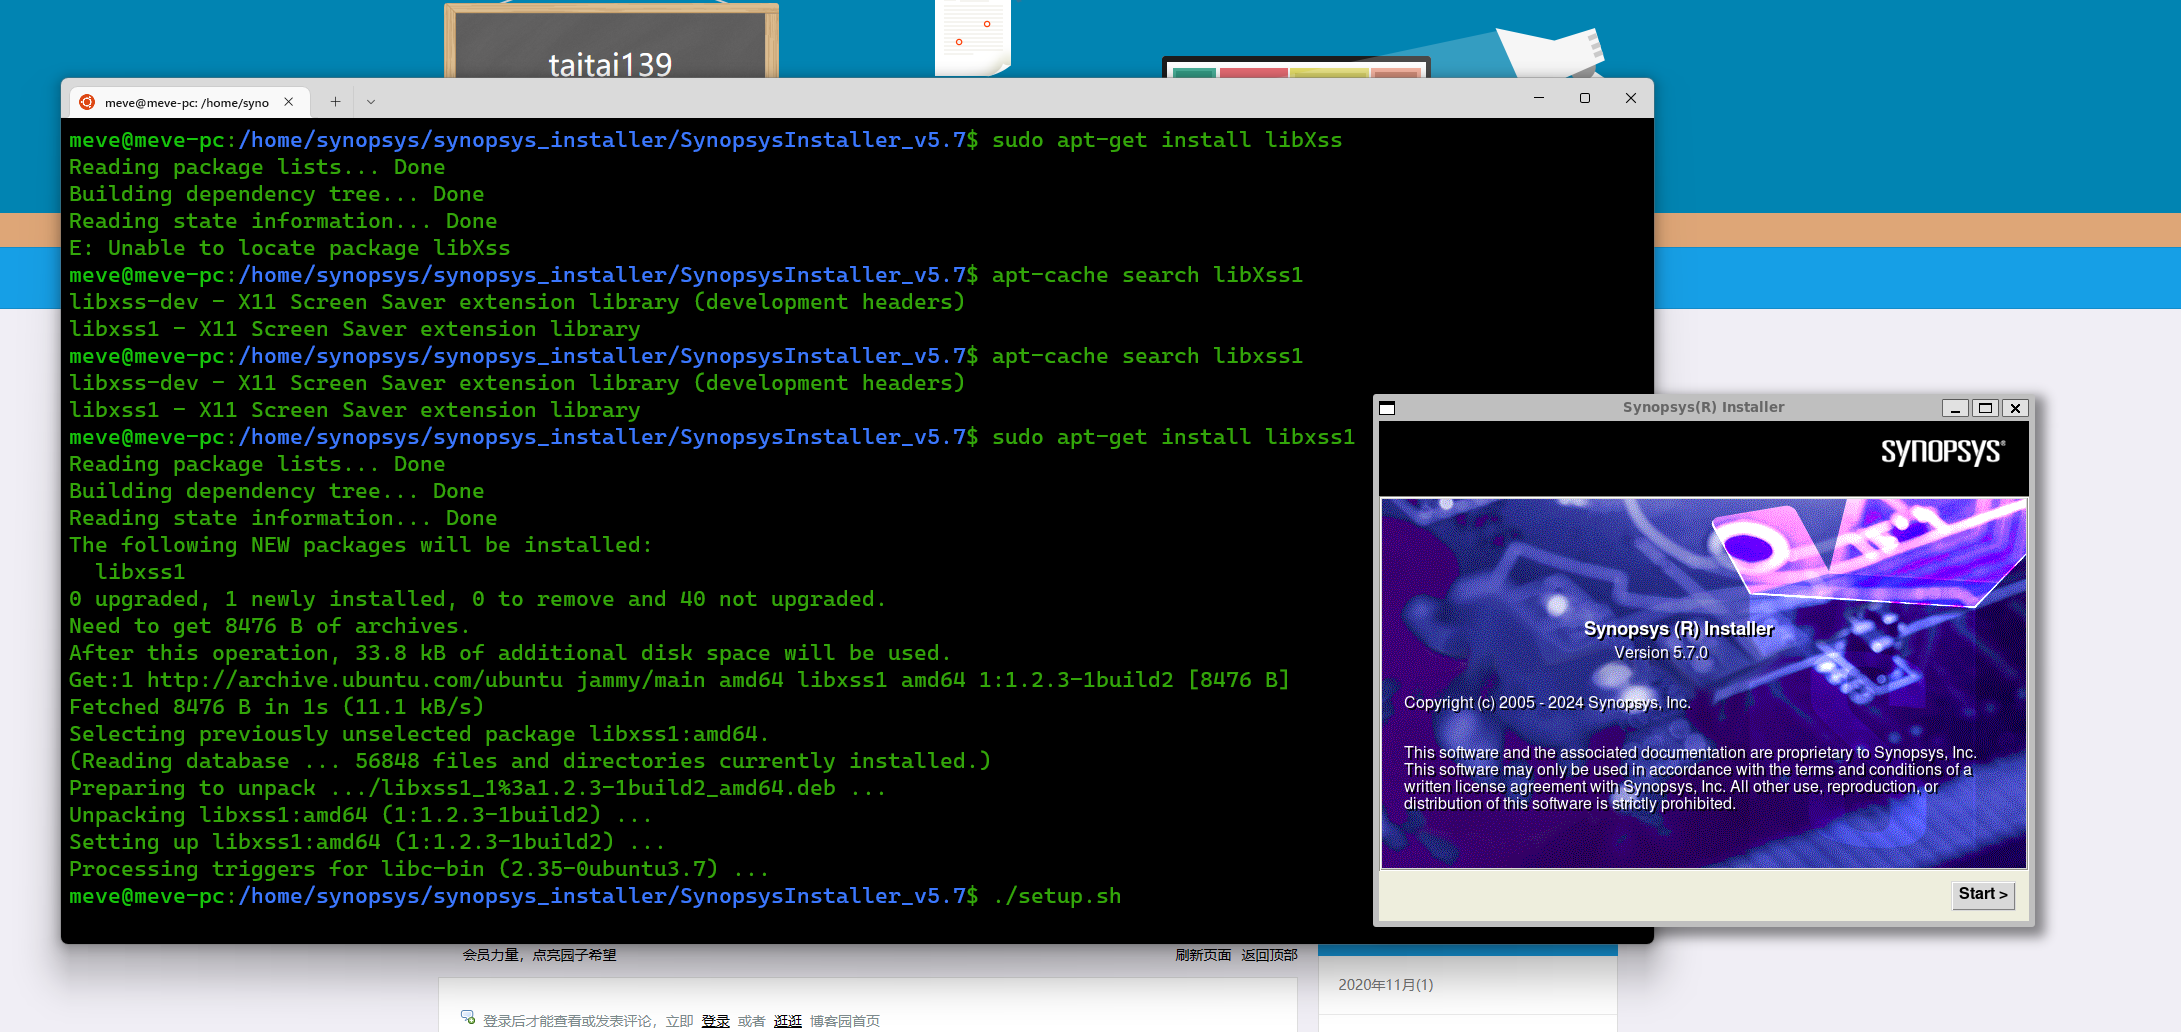 taitai139
meve@meve-pc: /home/syno
meve@meve-pc:/home/synopsys/synopsys_installer/SynopsysInstaller_v5.7$ sudo apt-get install libXss
Reading package lists... Done
Building dependency tree... Done
Reading state information... Done
E: Unable to locate package libXss
meve@meve-pc:/home/synopsys/synopsys_installer/SynopsysInstaller_v5.7$ apt-cache search libXss1
libxss-dev - X11 Screen Saver extension library (development headers)
libxss1 - X11 Screen Saver extension library
meve@meve-pc:/home/synopsys/synopsys_installer/SynopsysInstaller_v5.7$ apt-cache search libxss1
libxss-dev - X11 Screen Saver extension library (development headers)
libxss1 - X11 Screen Saver extension library
meve@meve-pc:/home/synopsys/synopsys_installer/SynopsysInstaller_v5.7$ sudo apt-get install libxss1
Reading package lists... Done
Building dependency tree... Done
Reading state information... Done
The following NEW packages will be installed:
  libxss1
0 upgraded, 1 newly installed, 0 to remove and 40 not upgraded.
Need to get 8476 B of archives.
After this operation, 33.8 kB of additional disk space will be used.
Get:1 http://archive.ubuntu.com/ubuntu jammy/main amd64 libxss1 amd64 1:1.2.3-1build2 [8476 B]
Fetched 8476 B in 1s (11.1 kB/s)
Selecting previously unselected package libxss1:amd64.
(Reading database ... 56848 files and directories currently installed.)
Preparing to unpack .../libxss1_1%3a1.2.3-1build2_amd64.deb ...
Unpacking libxss1:amd64 (1:1.2.3-1build2) ...
Setting up libxss1:amd64 (1:1.2.3-1build2) ...
Processing triggers for libc-bin (2.35-0ubuntu3.7) ...
meve@meve-pc:/home/synopsys/synopsys_installer/SynopsysInstaller_v5.7$ ./setup.sh
Synopsys(R) Installer
SYNOPSYS®
Synopsys (R) Installer
Version 5.7.0
Copyright (c) 2005 - 2024 Synopsys, Inc.
This software and the associated documentation are proprietary to Synopsys, Inc.
This software may only be used in accordance with the terms and conditions of a
written license agreement with Synopsys, Inc. All other use, reproduction, or
distribution of this software is strictly prohibited.
Start >
会员力量，点亮园子希望
刷新页面 返回顶部
2020年11月(1)
登录后才能查看或发表评论，立即 登录 或者 逛逛 博客园首页